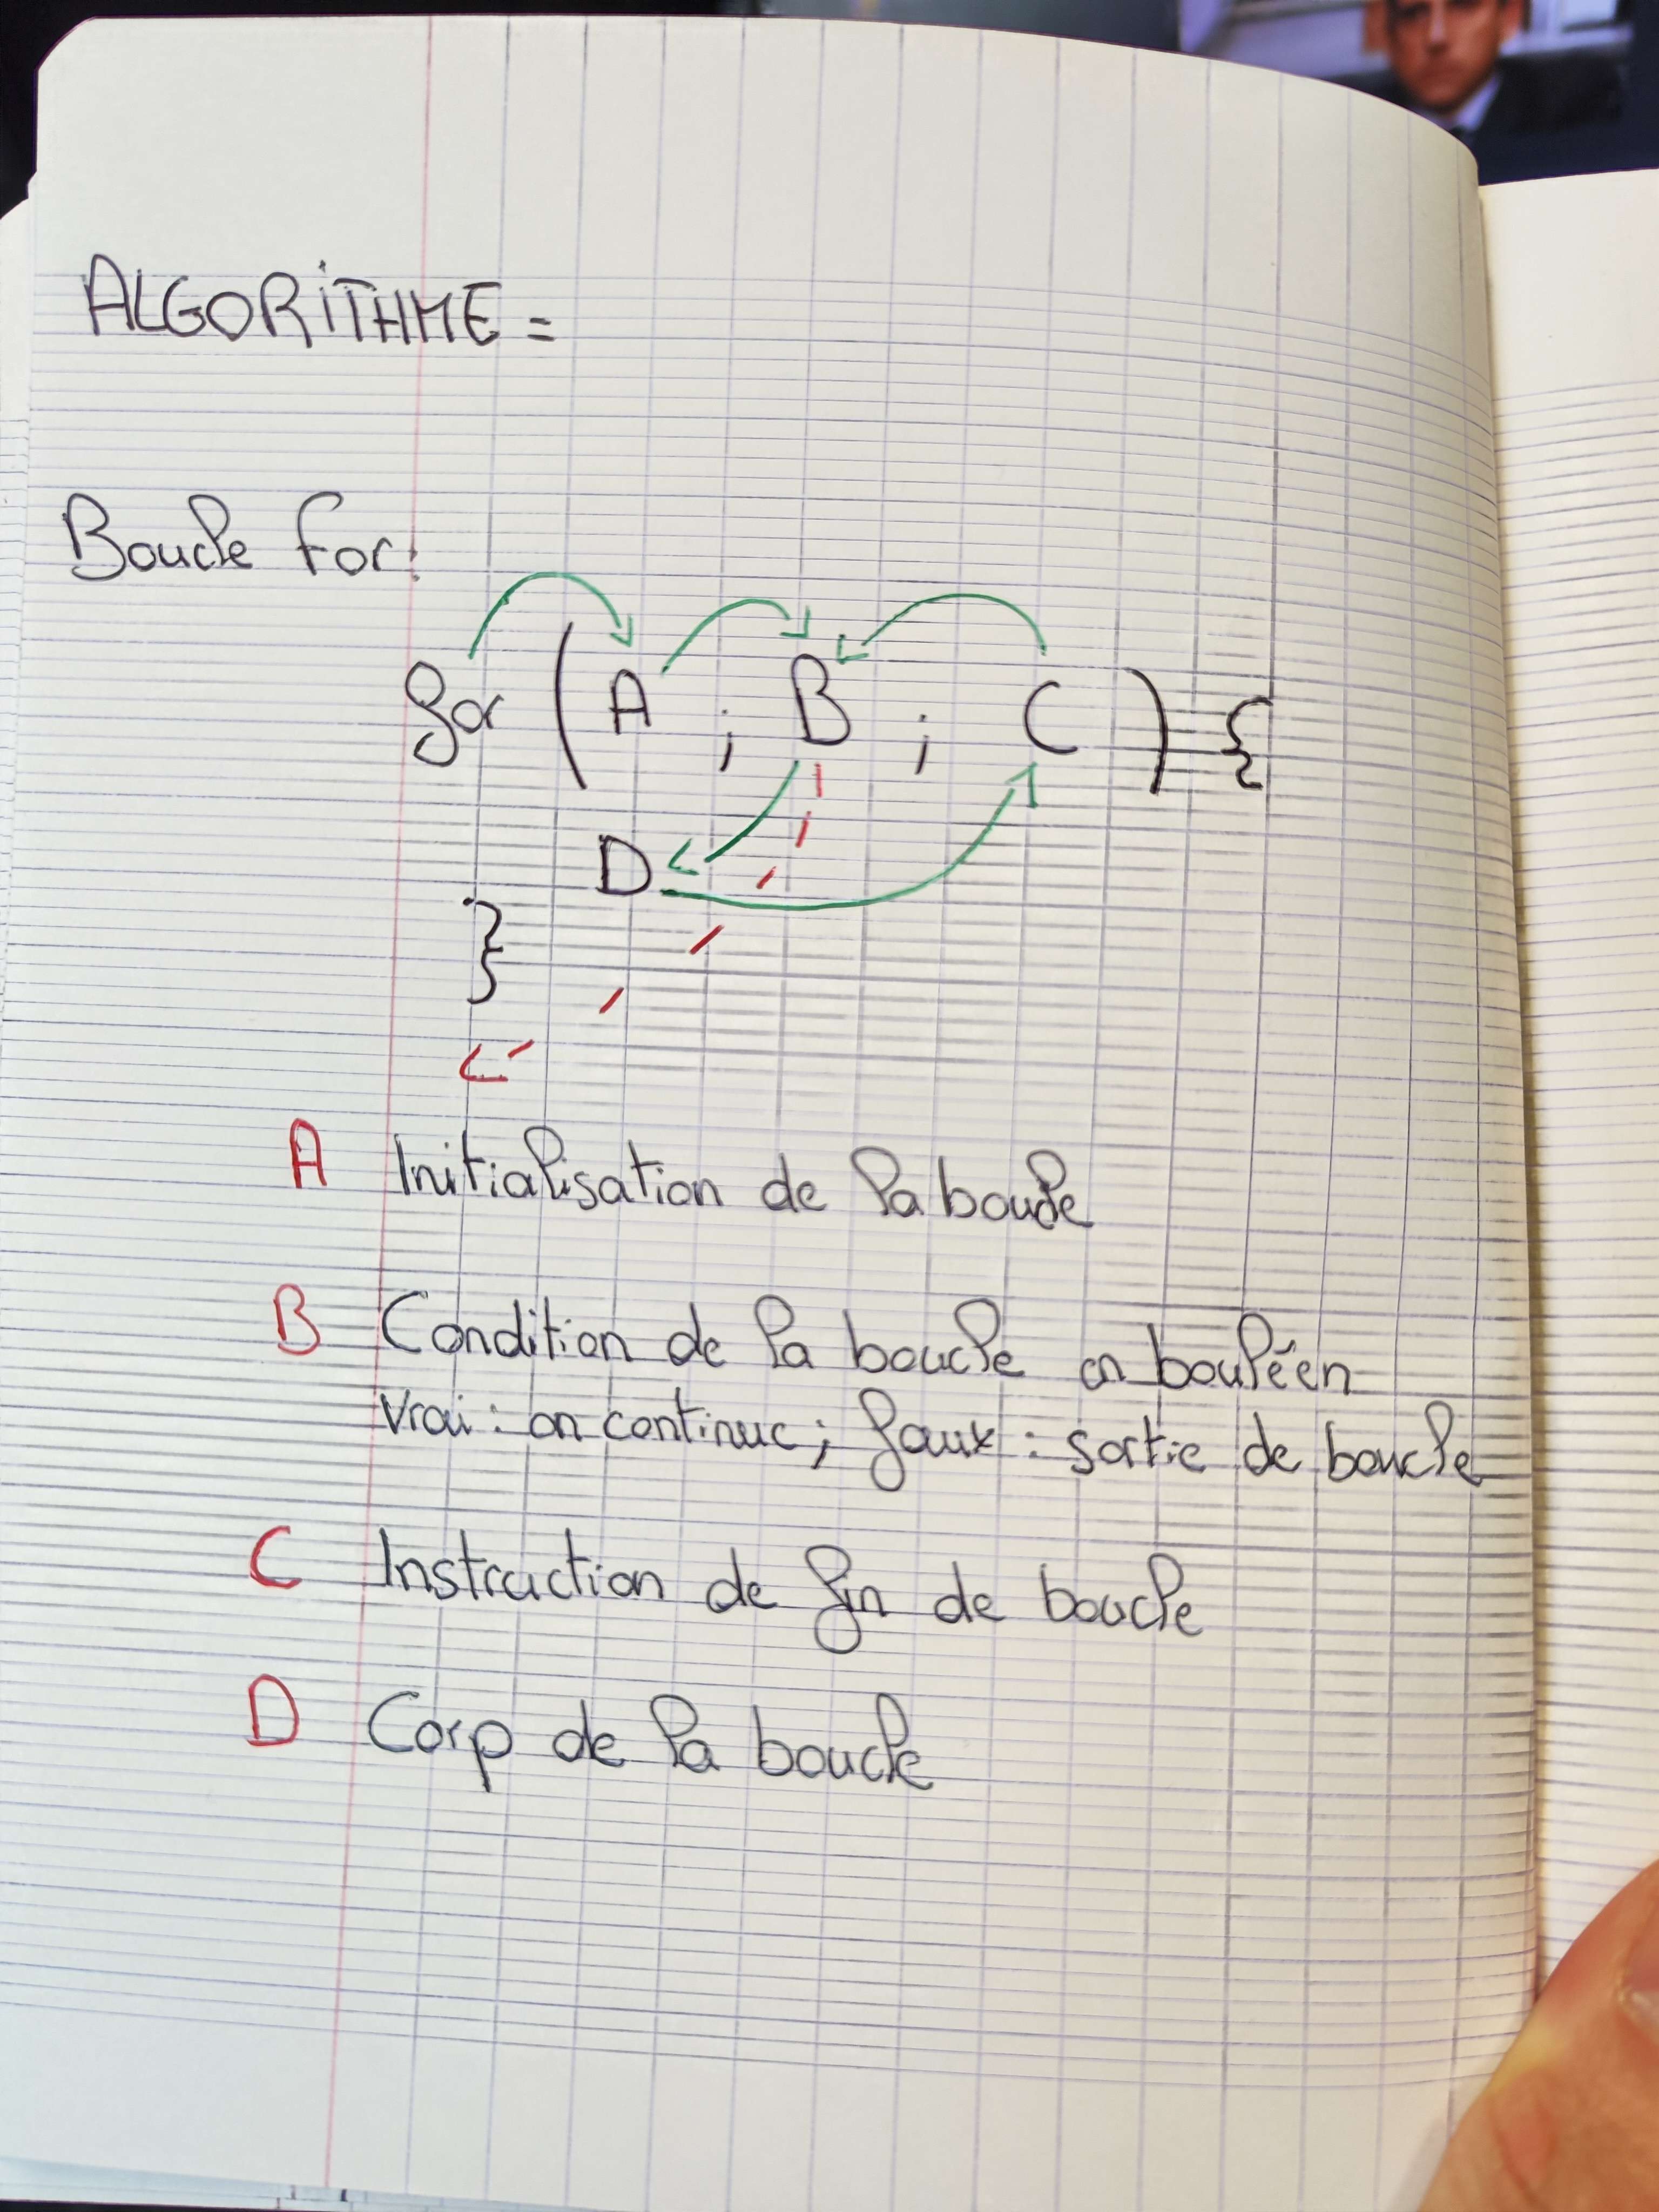 ALGORITHME =
Boucle for:
for ( A ; B ; C ) {
D
}
A Initialisation de la boucle
B Condition de la boucle en bouléen
vrai : on continue ; faux : sortie de boucle
C Instruction de fin de boucle
D Corp de la boucle